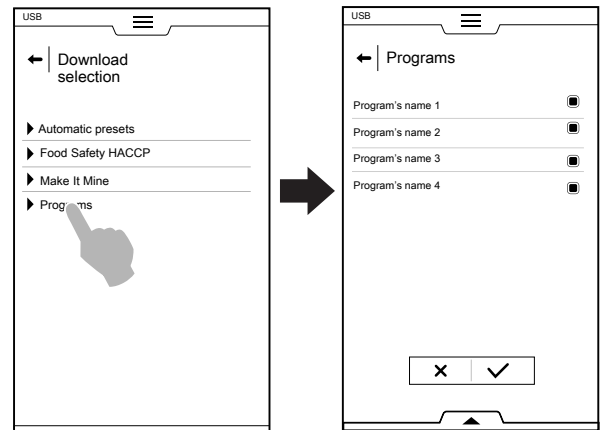 USB
Download
selection
Automatic presets
Food Safety HACCP
Make It Mine
Programs
USB
Programs
Program's name 1
Program's name 2
Program's name 3
Program's name 4